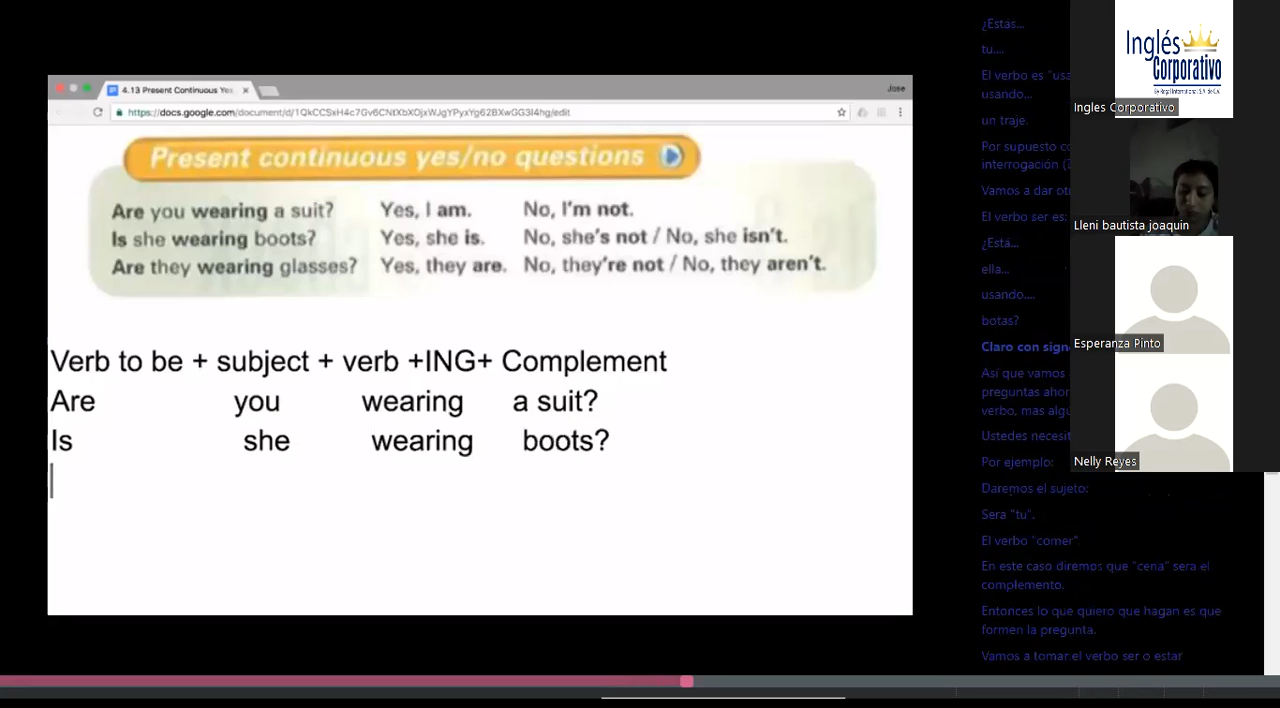 4.13 Present Continuous Yes
Jose
https://docs.google.com/document/d/1QkCCSxH4c7Gv6CNtXbXOjxWJgYPyxYg62BXwGG3I4hg/edit
Present continuous yes/no questions
Are you wearing a suit? Yes, I am. No, I'm not.
Is she wearing boots? Yes, she is. No, she's not / No, she isn't.
Are they wearing glasses? Yes, they are. No, they're not / No, they aren't.
Verb to be + subject + verb +ING+ Complement
Are you wearing a suit?
Is she wearing boots?
¿Estás...
tu....
El verbo es "usa
usando...
un traje.
Por supuesto co
interrogación (
Vamos a dar otr
El verbo ser es:
¿Está...
ella...
usando....
botas?
Claro con sign
Así que vamos
preguntas ahor
verbo, mas algu
Ustedes necesit
Por ejemplo:
Daremos el sujeto:
Sera "tu".
El verbo "comer"
En este caso diremos que "cena" sera el
complemento.
Entonces lo que quiero que hagan es que
formen la pregunta.
Vamos a tomar el verbo ser o estar
Inglés
Corporativo
ingles Corporativo
Lleni bautista joaquin
Esperanza Pinto
Nelly Reyes